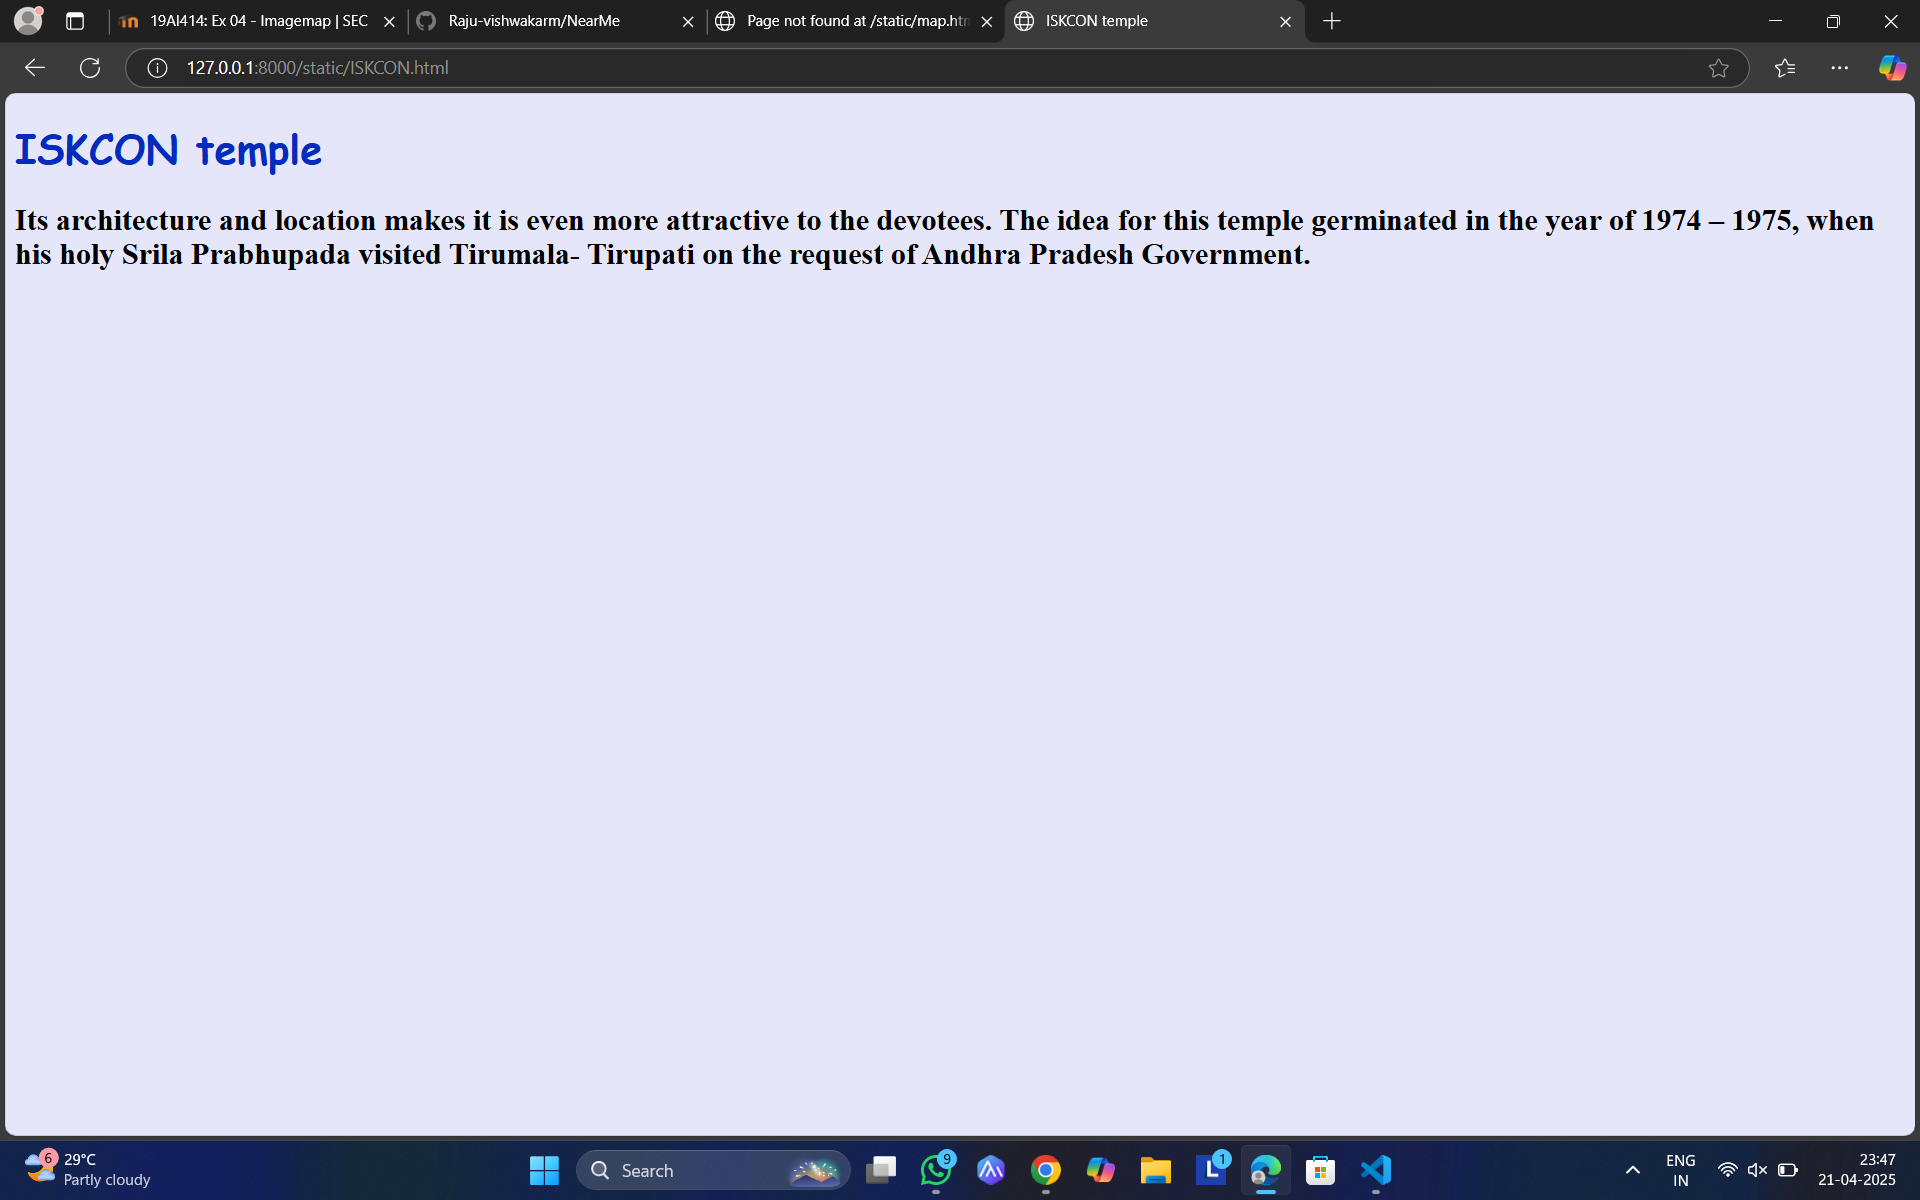 19AI414: Ex 04 - Imagemap | SEC
Raju-vishwakarm/NearMe
Page not found at /static/map.htm
ISKCON temple
127.0.0.1:8000/static/ISKCON.html
ISKCON temple
Its architecture and location makes it is even more attractive to the devotees. The idea for this temple germinated in the year of 1974 – 1975, when
his holy Srila Prabhupada visited Tirumala- Tirupati on the request of Andhra Pradesh Government.
6
29°C
Partly cloudy
Search
9
L
1
ENG
IN
23:47
21-04-2025